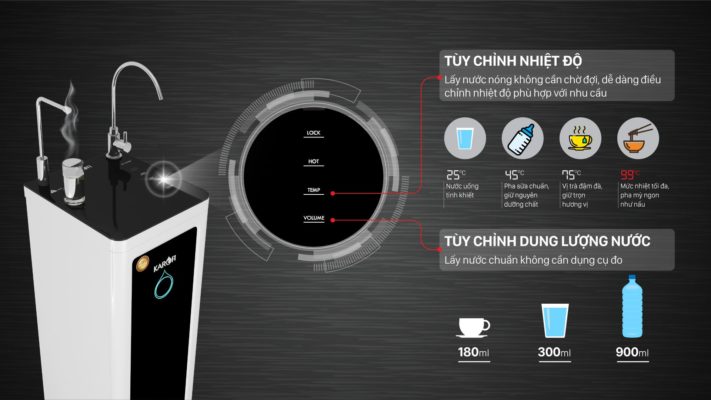 TÙY CHỈNH NHIỆT ĐỘ
Lấy nước nóng không cần chờ đợi, dễ dàng điều
chỉnh nhiệt độ phù hợp với nhu cầu
LOCK
HOT
TEMP
VOLUME
25°C
Nước uống
tinh khiết
45°C
Pha sữa chuẩn,
giữ nguyên
dưỡng chất
75°C
Vị trà đậm đà,
giữ trọn
hương vị
99°C
Mức nhiệt tối đa,
pha mỳ ngon
như nấu
TÙY CHỈNH DUNG LƯỢNG NƯỚC
Lấy nước chuẩn không cần dụng cụ đo
KAROFI
180ml
300ml
900ml